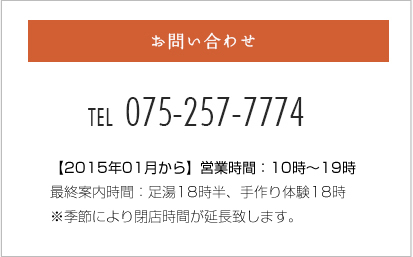 お問い合わせ
TEL 075-257-7774
【2015年01月から】営業時間：10時～19時
最終案内時間：足湯18時半、手作り体験18時
※季節により閉店時間が延長致します。